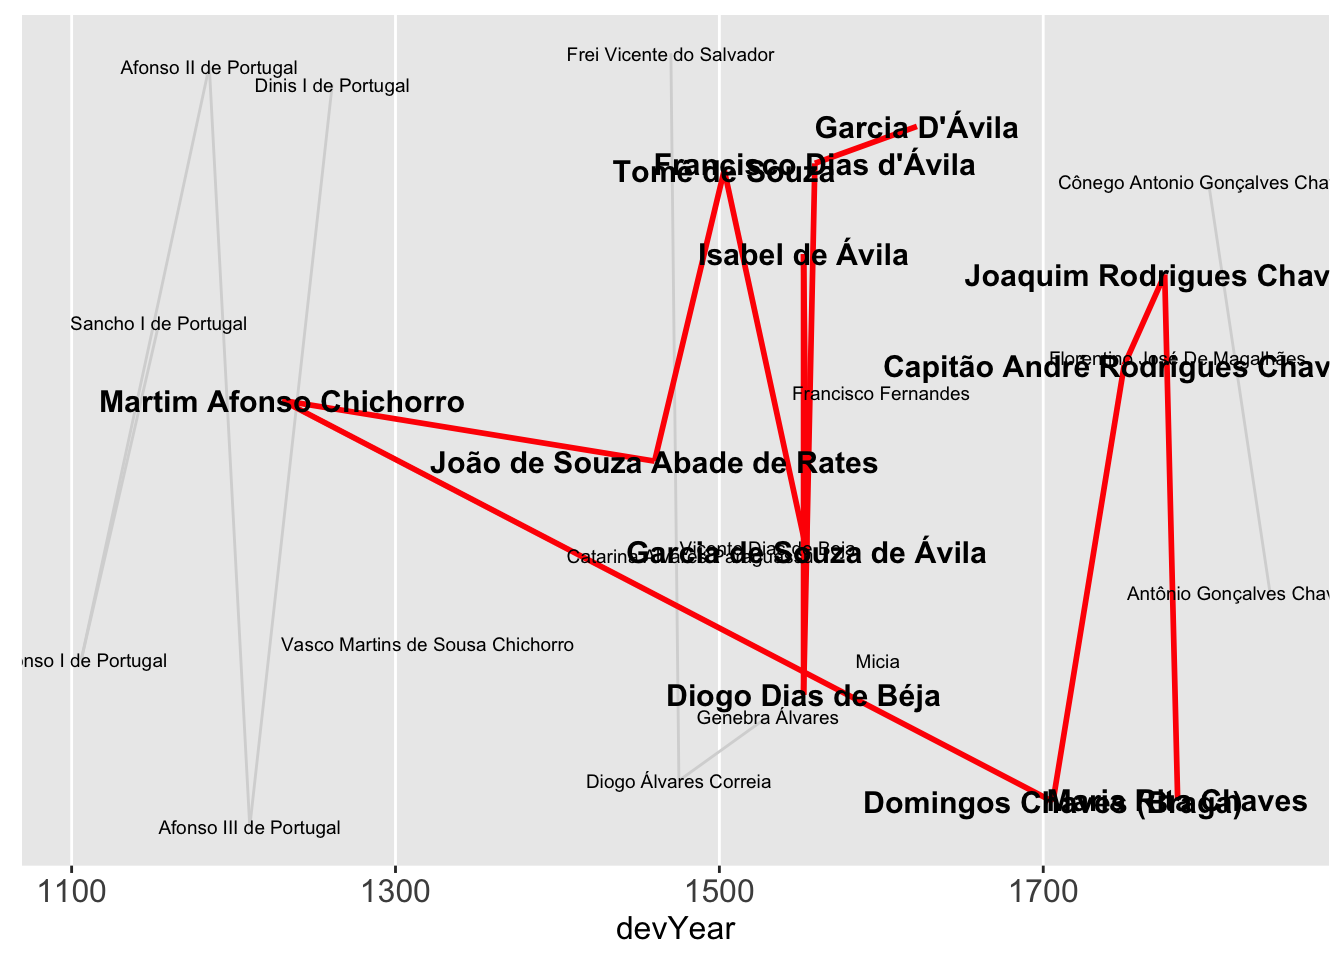 Frei Vicente do Salvador
Afonso II de Portugal
Dinis I de Portugal
Garcia D'Ávila
Francisco Dias d'Ávila
Tomé de Souza
Cônego Antonio Gonçalves Cha
Isabel de Ávila
Joaquim Rodrigues Chav
Sancho I de Portugal
Florentino José De Magalhães
Capitão André Rodrigues Chav
Francisco Fernandes
Martim Afonso Chichorro
João de Souza Abade de Rates
Vicente Dias de Beja
Garcia de Souza de Ávila
Catarina Álvares Paraguassú
Antônio Gonçalves Chav
Vasco Martins de Sousa Chichorro
onso I de Portugal
Micia
Diogo Dias de Béja
Genebra Álvares
Diogo Álvares Correia
Domingos Chaves (Braga)
Maria Rita Chaves
Afonso III de Portugal
1100 1300 1500 1700
devYear